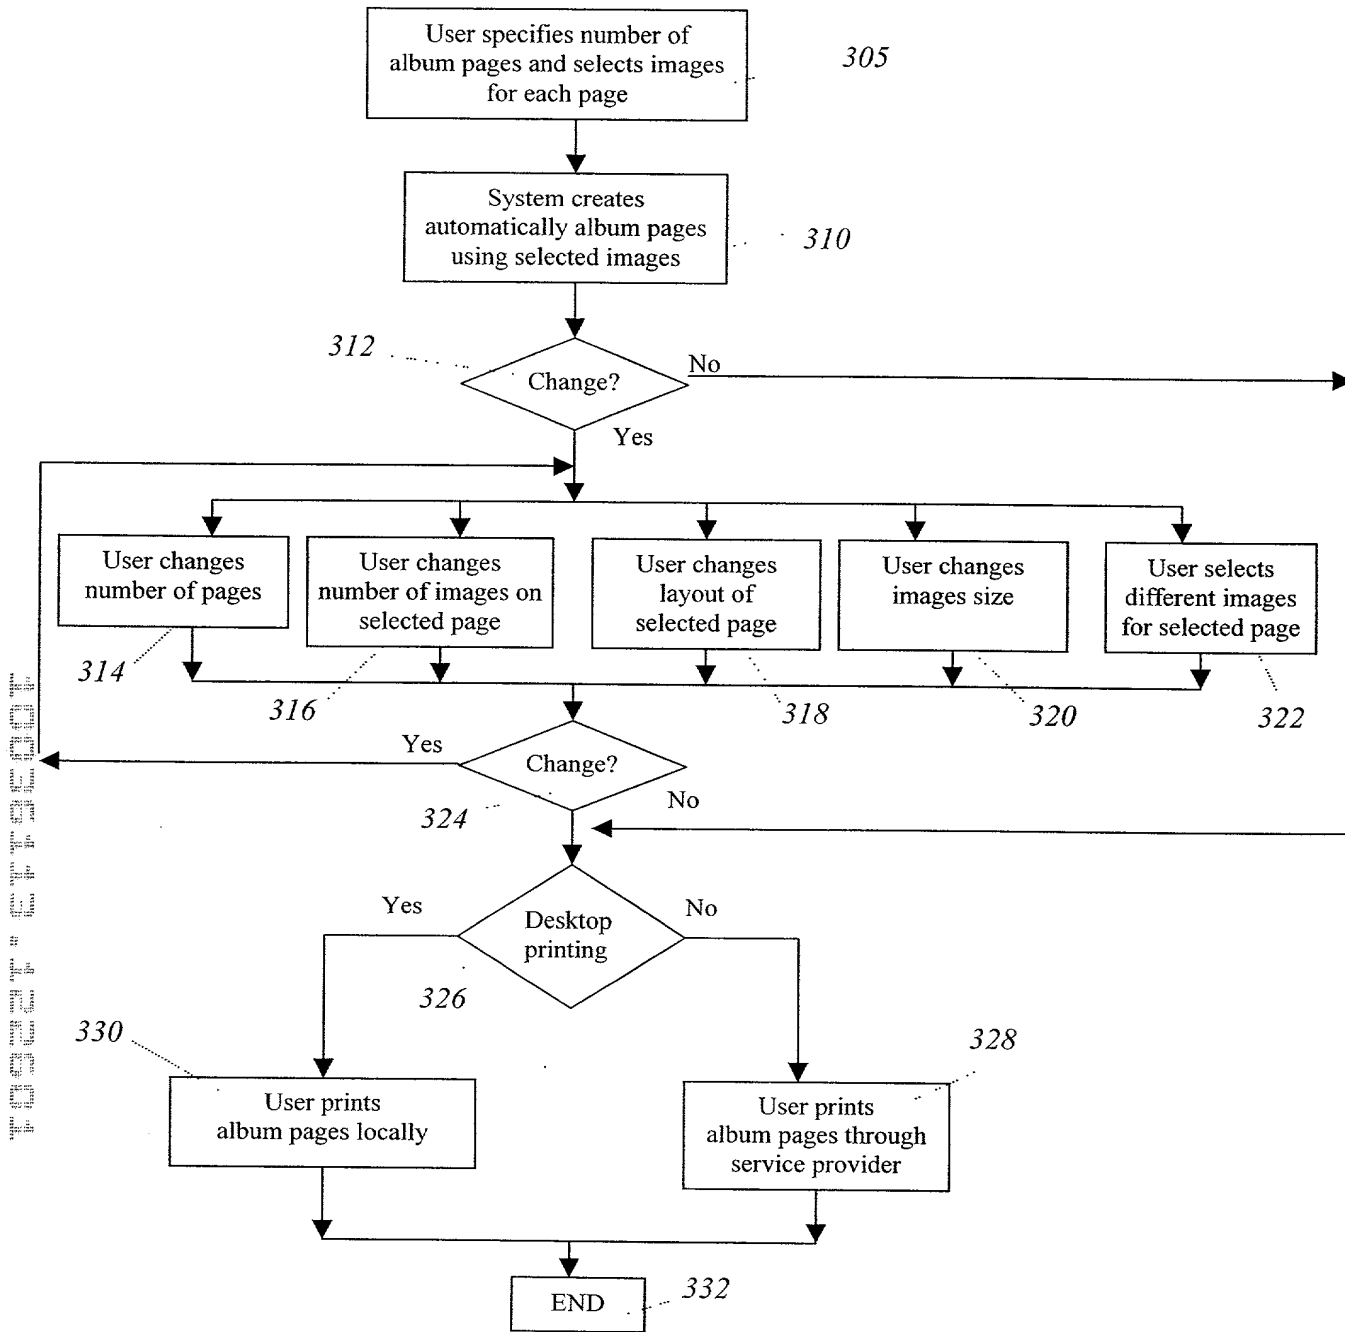 User specifies number of
album pages and selects images
for each page
305
System creates
automatically album pages
using selected images
310
312
Change?
No
Yes
User changes
number of pages
User changes
number of images on
selected page
User changes
layout of
selected page
User changes
images size
User selects
different images
for selected page
314
316
318
320
322
Yes
Change?
324
No
Yes
Desktop
printing
No
326
330
328
User prints
album pages locally
User prints
album pages through
service provider
END
332